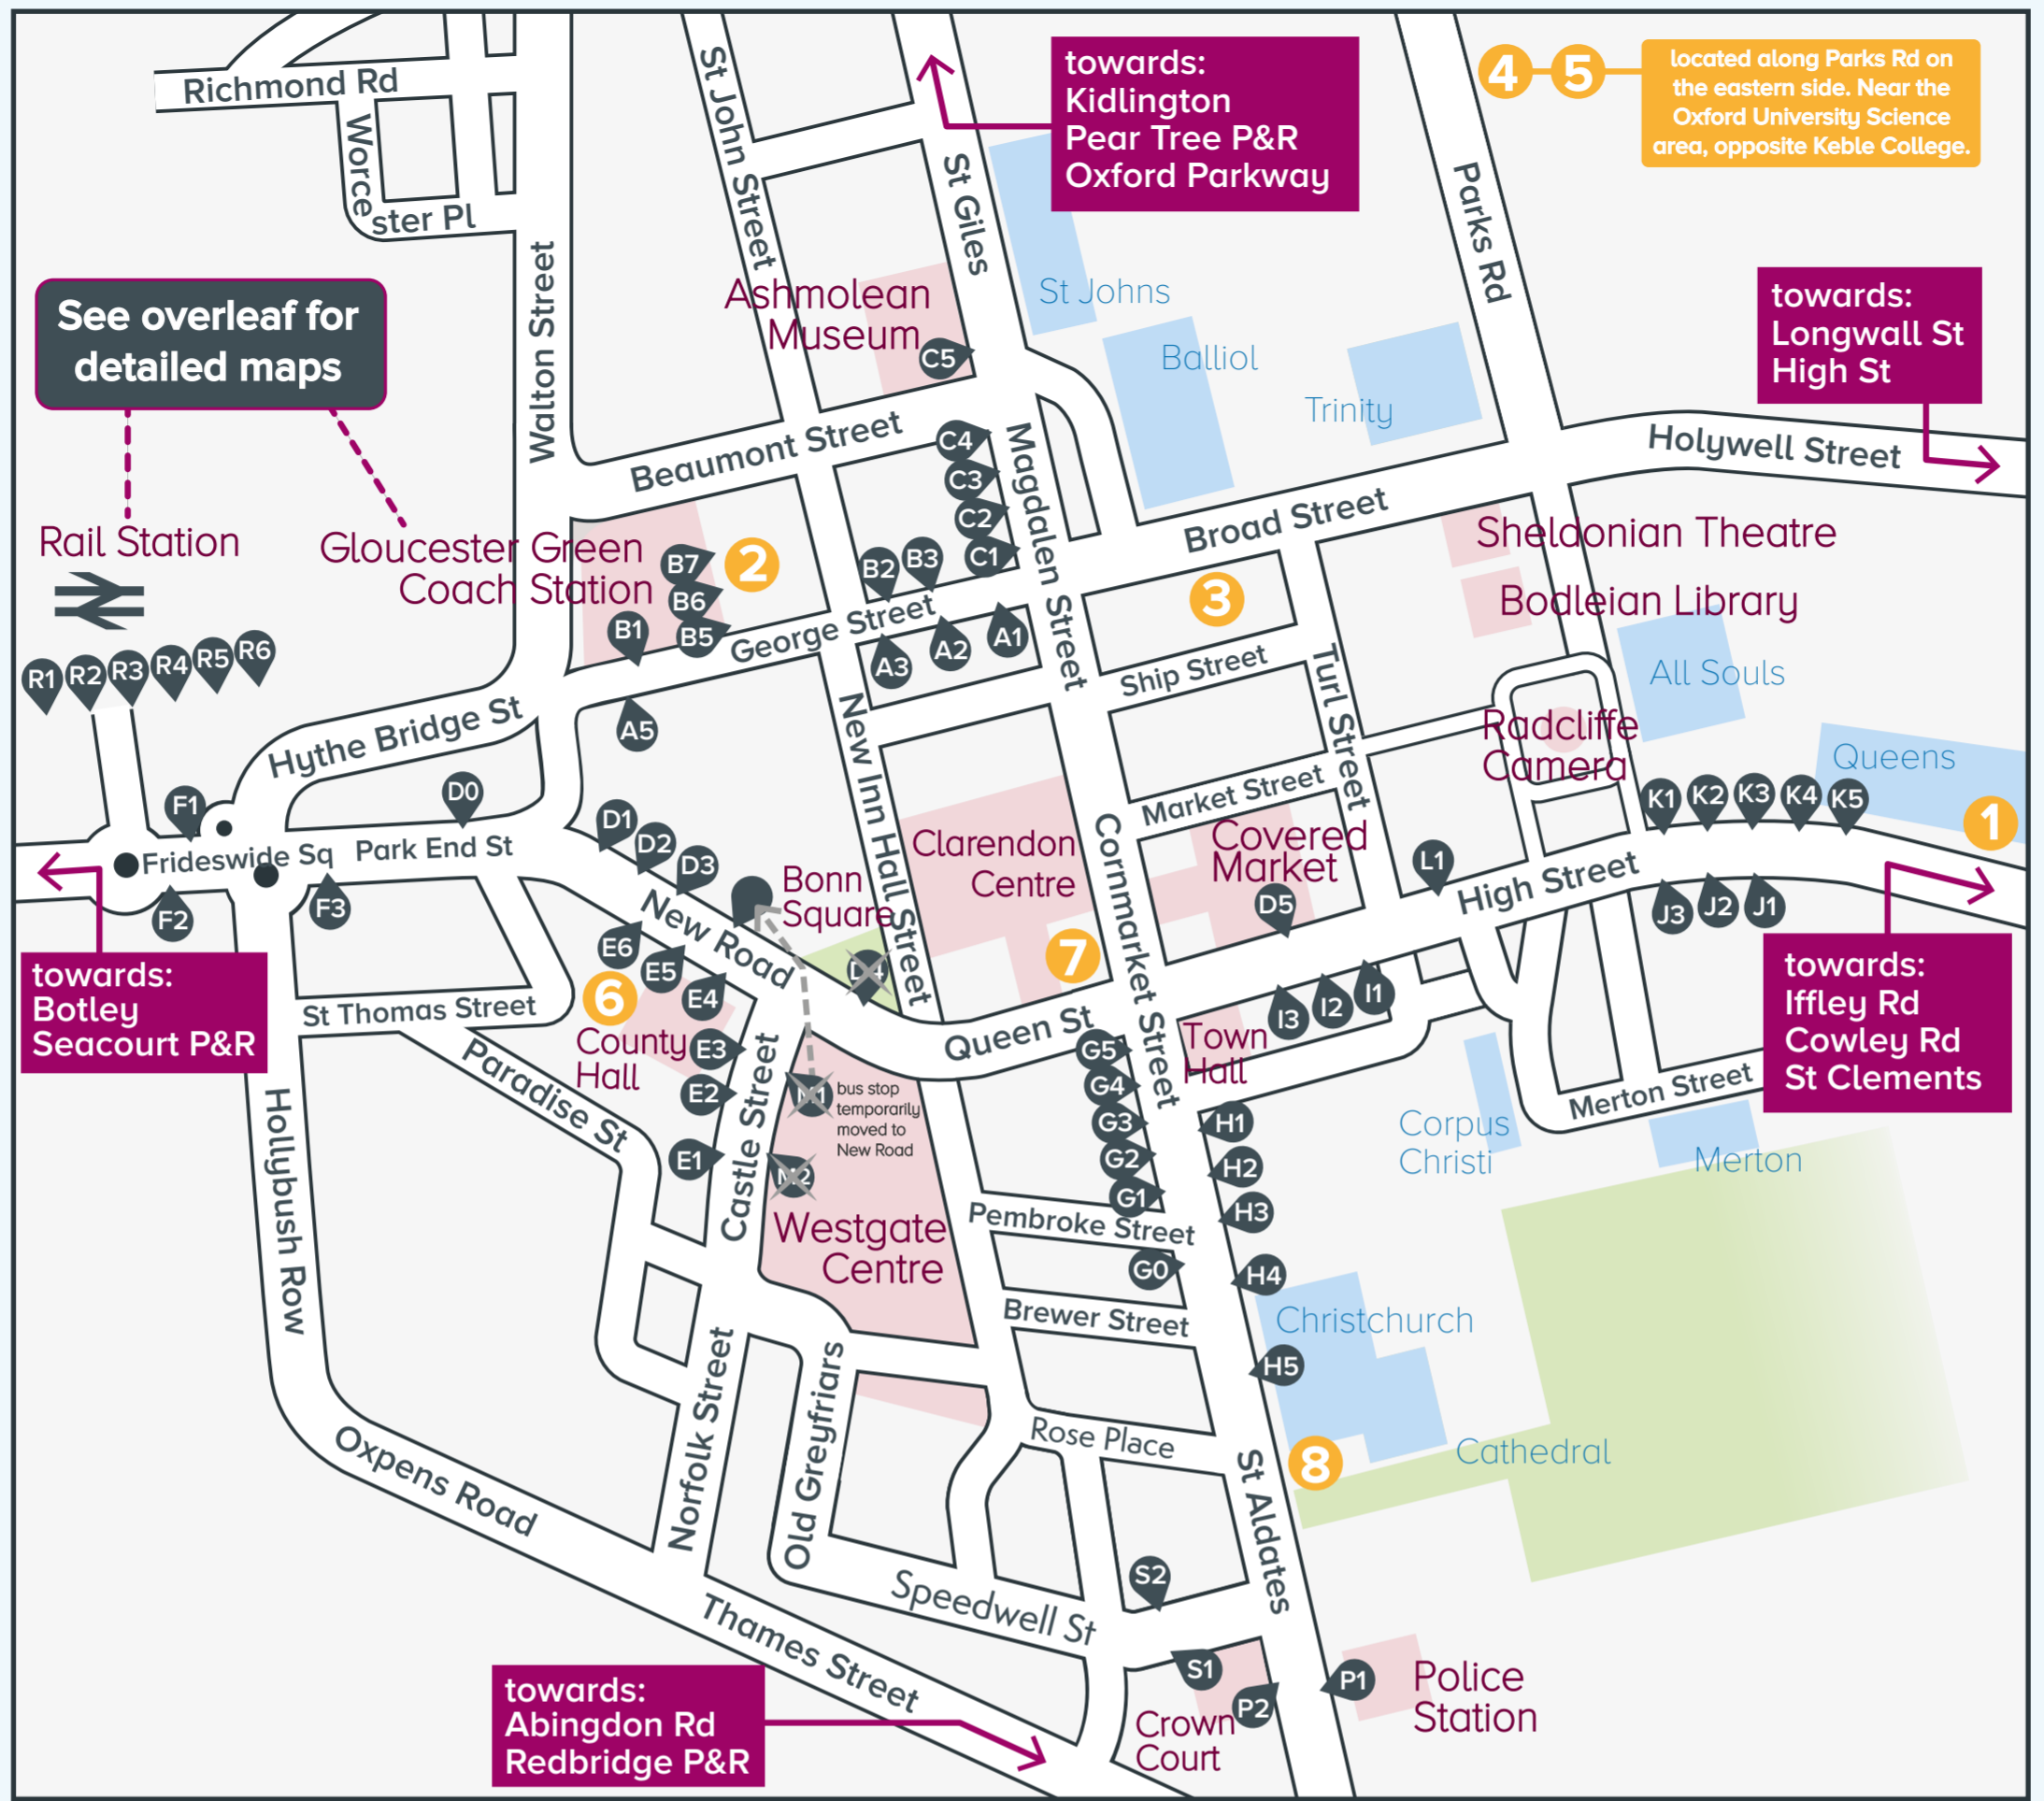 Richmond Rd
Worcester Pl
St John Street
St Giles
towards:
Kidlington
Pear Tree P&R
Oxford Parkway
4
5
located along Parks Rd on
the eastern side. Near the
Oxford University Science
area, opposite Keble College.
Parks Rd
See overleaf for
detailed maps
Walton Street
Ashmolean
Museum
C5
St Johns
Balliol
Trinity
towards:
Longwall St
High St
Holywell Street
Beaumont Street
C4
C3
C2
C1
Magdalen Street
Broad Street
Sheldonian Theatre
Bodleian Library
Rail Station
Gloucester Green
Coach Station
B7
B6
B5
B1
2
B2
B3
George Street
A3
A2
A1
A5
3
Ship Street
Turl Street
All Souls
Radcliffe
Camera
Queens
R1
R2
R3
R4
R5
R6
Hythe Bridge St
New Inn Hall Street
Market Street
Covered
Market
Clarendon
Centre
Cornmarket Street
K1
K2
K3
K4
K5
1
F1
D0
Frideswide Sq
Park End St
F2
F3
D1
D2
D3
Bonn
Square
New Road
D5
L1
High Street
J3
J2
J1
towards:
Botley
Seacourt P&R
E6
E5
E4
6
County
Hall
D4
7
Queen St
I3
I2
I1
Town
Hall
towards:
Iffley Rd
Cowley Rd
St Clements
St Thomas Street
Paradise St
E3
E2
E1
Castle Street
M1
bus stop
temporarily
moved to
New Road
M2
Westgate
Centre
G5
G4
G3
G2
G1
G0
H1
H2
H3
H4
H5
Corpus
Christi
Merton Street
Merton
Pembroke Street
Brewer Street
Christchurch
Hollybush Row
Oxpens Road
Norfolk Street
Old Greyfriars
Rose Place
8
Cathedral
St Aldates
Speedwell St
S2
S1
Thames Street
towards:
Abingdon Rd
Redbridge P&R
P2
P1
Crown
Court
Police
Station